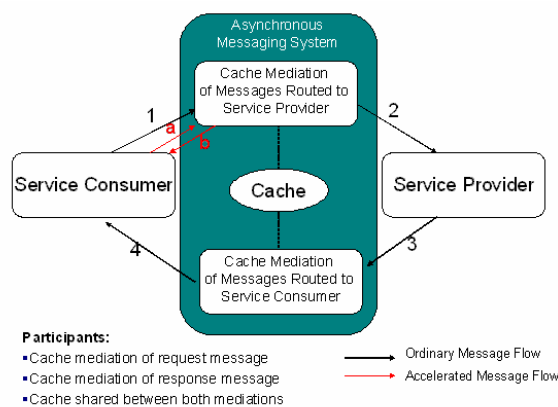 Asynchronous
Messaging System
Cache Mediation
of Messages Routed to
Service Provider
1
a
b
2
Service Consumer
Cache
Service Provider
4
3
Cache Mediation
of Messages Routed to
Service Consumer
Participants:
▪Cache mediation of request message
▪Cache mediation of response message
▪Cache shared between both mediations
Ordinary Message Flow
Accelerated Message Flow